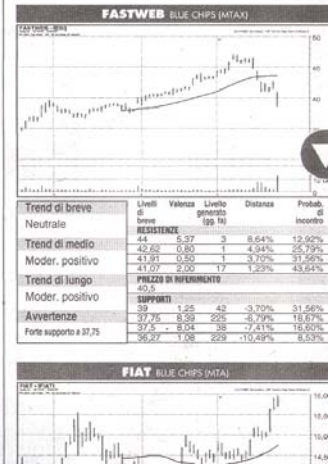 FASTWEB BLUE CHIPS (MTAX)
50
45
40
Trend di breve
Neutrale
Trend di medio
Moder. positivo
Trend di lungo
Moder. positivo
Avvertenze
Forte supporto a 37,75
Livelli di breve Valenza Livello generato (gg. fa) Distanza Probab. di incontro
RESISTENZE
44 5,37 3 8,64% 12,92%
42,62 0,80 1 4,94% 25,79%
41,91 0,50 1 3,70% 31,56%
41,07 2,00 17 1,23% 43,64%
PREZZO DI RIFERIMENTO
40,5
SUPPORTI
39 1,25 42 -3,70% 31,56%
37,75 8,39 225 -6,79% 18,67%
37,5 - 8,04 38 -7,41% 16,60%
36,27 1,08 229 -10,49% 8,53%
FIAT BLUE CHIPS (MTA)